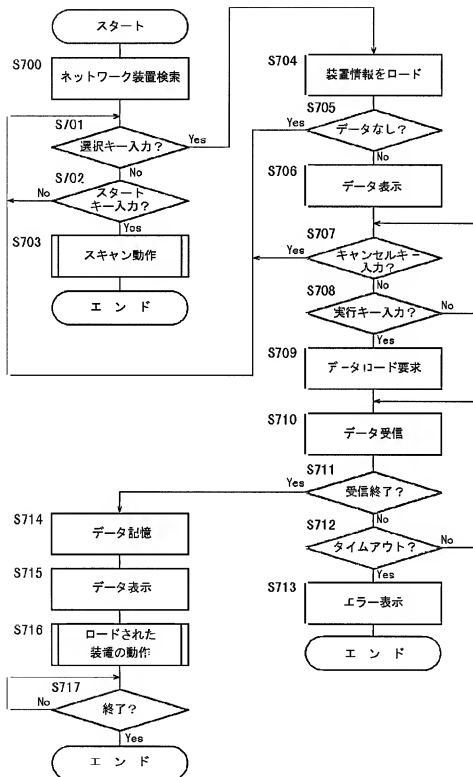 スタート
S700
ネットワーク装置検索
S701
選択キー入力？
Yes
No
S702
スタート
キー入力？
No
Yes
S703
スキャン動作
エンド
S704
装置情報をロード
S705
データなし？
Yes
No
S706
データ表示
S707
キャンセルキー
入力？
Yes
No
S708
実行キー入力？
No
Yes
S709
データロード要求
S710
データ受信
S711
受信終了？
Yes
No
S712
タイムアウト？
No
Yes
S713
エラー表示
エンド
S714
データ記憶
S715
データ表示
S716
ロードされた
装置の動作
S717
終了？
No
Yes
エンド